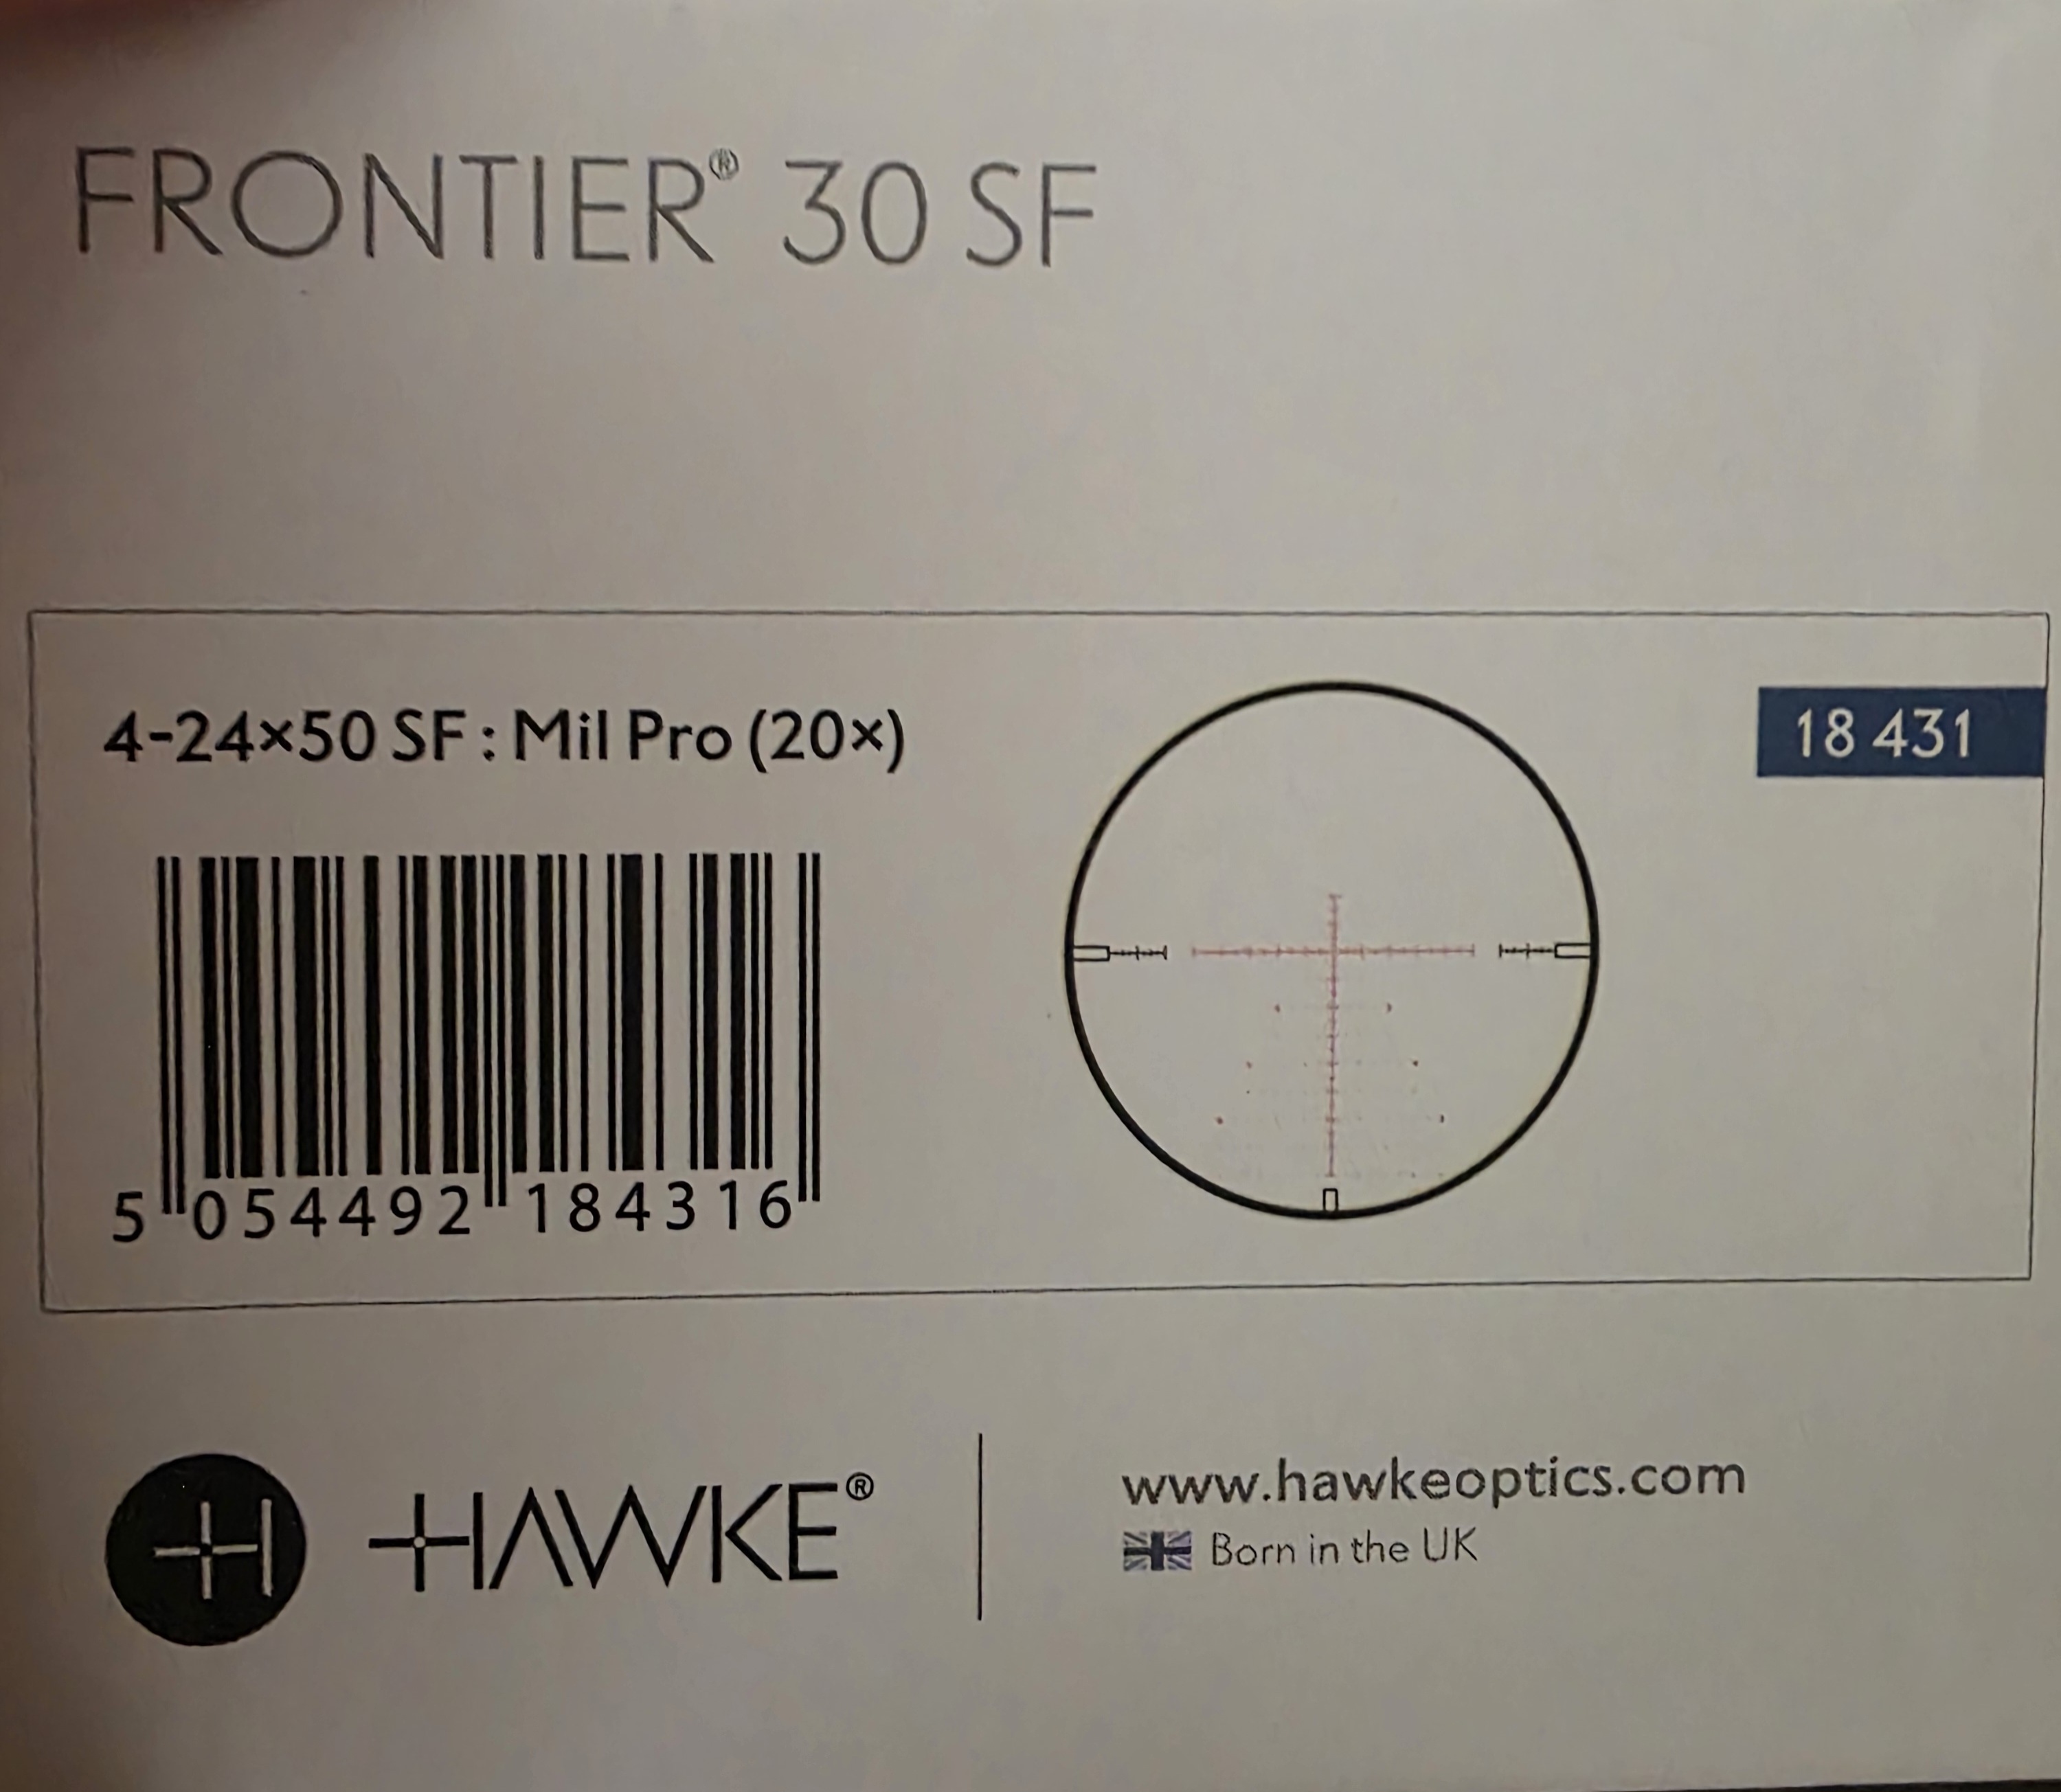 FRONTIER® 30 SF
4-24×50 SF : Mil Pro (20×)
18 431
5 054492 184316
HAWKE®
www.hawkeoptics.com
Born in the UK